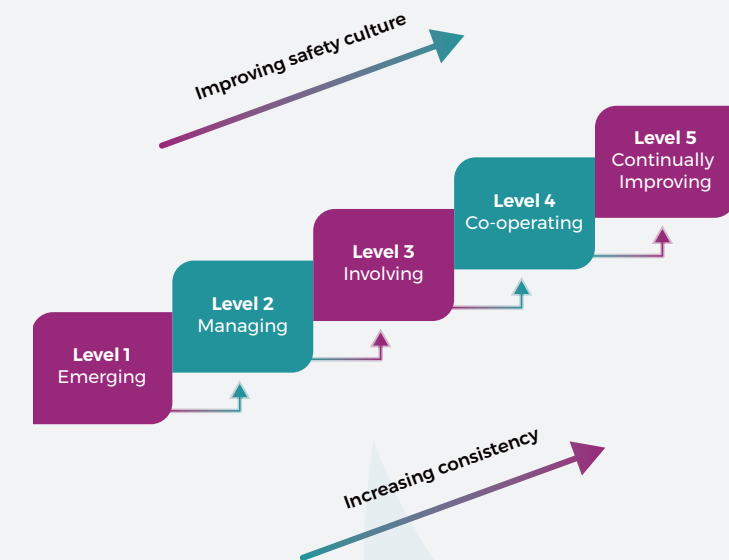 Improving safety culture
Level 5
Continually
Improving
Level 4
Co-operating
Level 3
Involving
Level 2
Managing
Level 1
Emerging
Increasing consistency